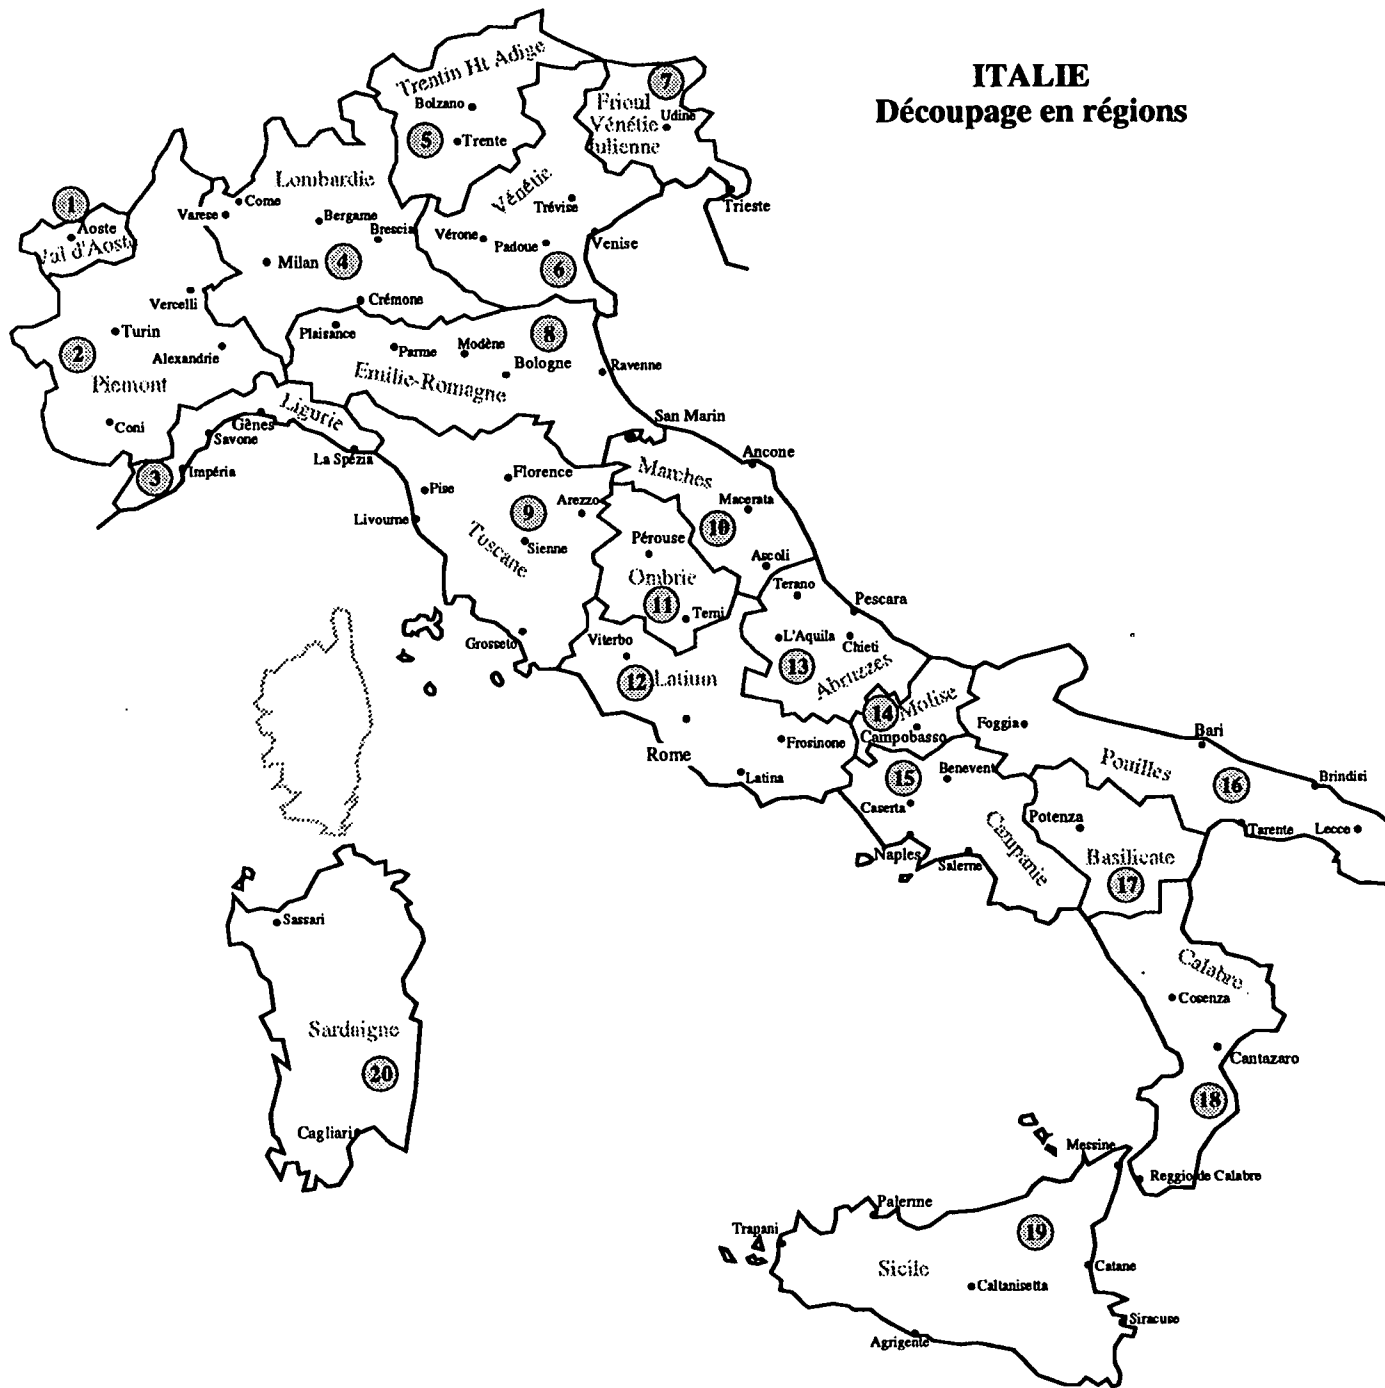 ITALIE
Découpage en régions
Trentin Ht Adige
7
Bolzano
Frioul
Vénétie
Julienne
Udine
5
Trente
Lombardie
Vénétie
1
Come
Varese
Bergame
Trévise
Trieste
Aoste
Val d'Aoste
Brescia
Vérone
Padoue
Venise
Milan
4
6
Vercelli
Crémone
Turin
Plaisance
8
2
Alexandrie
Parme
Modène
Bologne
Ravenne
Piemont
Emilie-Romagne
Ligurie
Coni
Gênes
San Marin
Savone
La Spézia
Ancone
3
Impéria
Florence
Marches
Pise
Arezzo
Macerata
Livourne
9
10
Tuscane
Sienne
Pérouse
Ascoli
Ombrie
Terano
11
Terni
Pescara
Grosseto
Viterbo
L'Aquila
Chieti
12
Latium
13
Abruzzes
14
Molise
Foggia
Bari
Rome
Frosinone
Campobasso
Latina
15
Benevent
Pouilles
16
Brindisi
Caserta
Campanie
Potenza
Tarente
Lecce
Naples
Salerne
Basilicate
17
Sassari
Calabre
Cosenza
Sardaigne
20
Cantazaro
18
Cagliari
Messine
Reggio de Calabre
Palerme
Trapani
19
Sicile
Catane
Caltanisetta
Siracuse
Agrigente